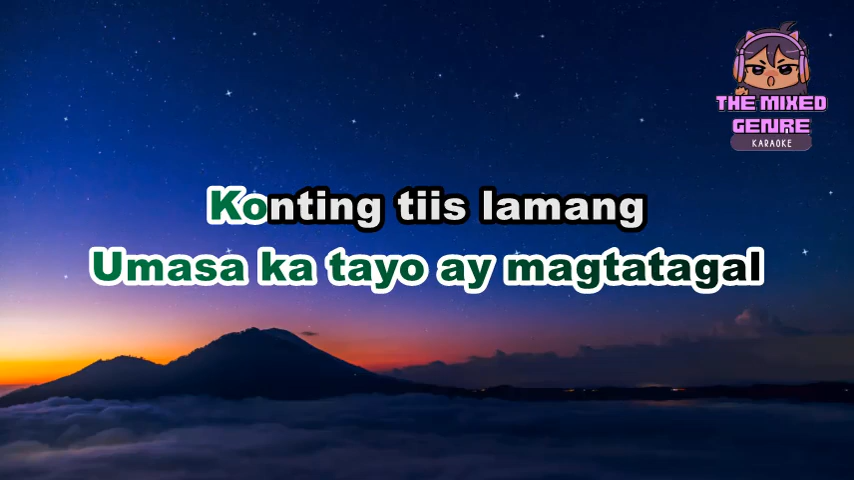 THE MIXED
GENRE
KARAOKE
Konting tiis lamang
Umasa ka tayo ay magtatagal